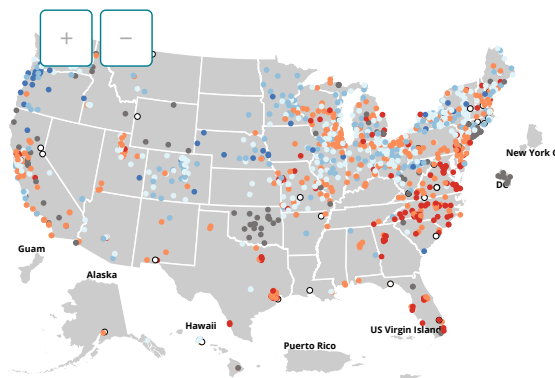 + −
New York C
DC
Guam
Alaska
Hawaii
US Virgin Island
Puerto Rico